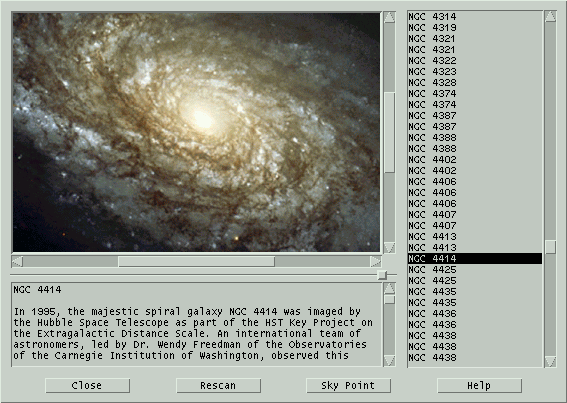 NGC 4314
NGC 4319
NGC 4321
NGC 4321
NGC 4322
NGC 4323
NGC 4328
NGC 4374
NGC 4374
NGC 4387
NGC 4387
NGC 4388
NGC 4388
NGC 4402
NGC 4402
NGC 4406
NGC 4406
NGC 4406
NGC 4407
NGC 4407
NGC 4413
NGC 4413
NGC 4414
NGC 4425
NGC 4425
NGC 4435
NGC 4435
NGC 4436
NGC 4436
NGC 4438
NGC 4438
NGC 4438
NGC 4414
In 1995, the majestic spiral galaxy NGC 4414 was imaged by
the Hubble Space Telescope as part of the HST Key Project on
the Extragalactic Distance Scale. An international team of
astronomers, led by Dr. Wendy Freedman of the Observatories
of the Carnegie Institution of Washington, observed this
Close
Rescan
Sky Point
Help